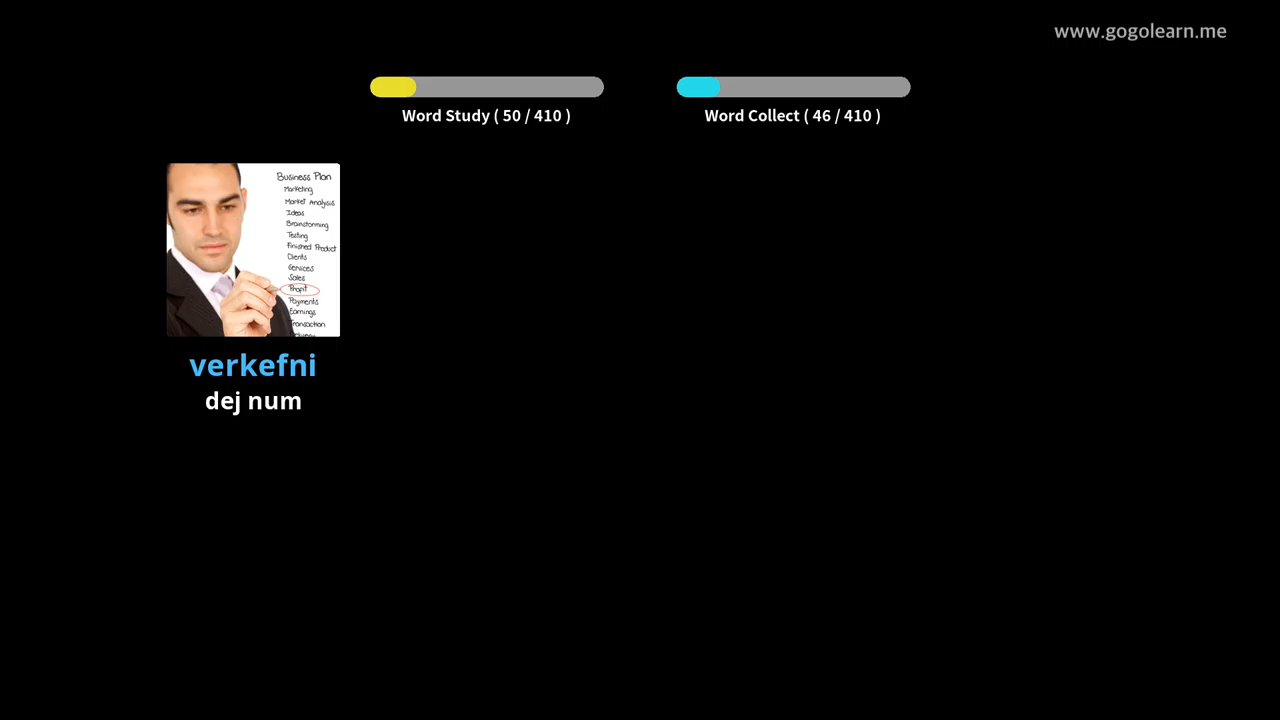 www.gogolearn.me
Word Study ( 50 / 410 )
Word Collect ( 46 / 410 )
Business Plan
Marketing
Market Analysis
Ideas
Brainstorming
Testing
Finished Product
Clients
Services
Sales
Profit
Payments
Earnings
Transaction
verkefni
dej num